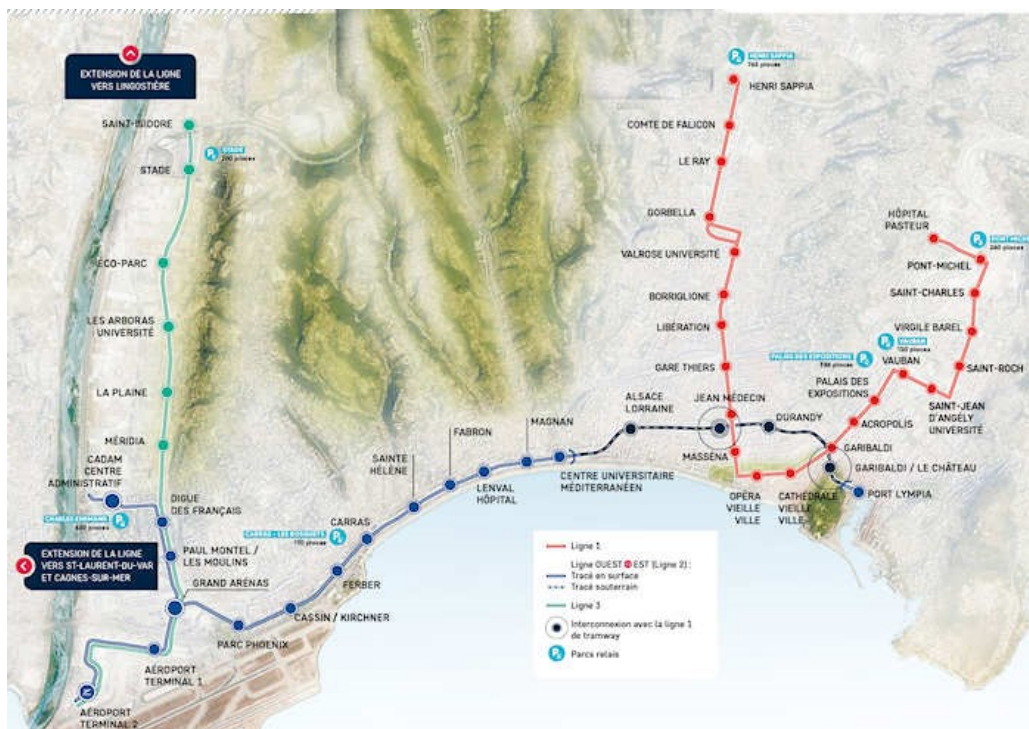 EXTENSION DE LA LIGNE
VERS LINGOSTIÈRE
SAINT-ISIDORE
STADE
STADE
200 places
ÉCO-PARC
LES ARBORAS
UNIVERSITÉ
LA PLAINE
MÉRIDIA
CADAM
CENTRE
ADMINISTRATIF
DIGUE
DES FRANÇAIS
EXTENSION DE LA LIGNE
VERS ST-LAURENT-DU-VAR
ET CAGNES-SUR-MER
PAUL MONTEL /
LES MOULINS
GRAND ARÉNAS
AÉROPORT
TERMINAL 1
AÉROPORT
TERMINAL 2
PARC PHOENIX
CASSIN / KIRCHNER
FERBER
CARRAS
SAINTE
HÉLÈNE
FABRON
LENVAL
HÔPITAL
MAGNAN
CENTRE UNIVERSITAIRE
MÉDITERRANÉEN
ALSACE
LORRAINE
JEAN MÉDECIN
DURANDY
GARIBALDI / LE CHÂTEAU
PORT LYMPIA
HENRI SAPPIA
HENRI SAPPIA
COMTE DE FALICON
LE RAY
GORBELLA
VALROSE UNIVERSITÉ
BORRIGLIONE
LIBÉRATION
GARE THIERS
MASSÉNA
OPÉRA
VIEILLE
VILLE
CATHÉDRALE
VIEILLE
VILLE
GARIBALDI
ACROPOLIS
PALAIS DES EXPOSITIONS
PALAIS DES
EXPOSITIONS
VAUBAN
VAUBAN
SAINT-JEAN
D'ANGÉLY
UNIVERSITÉ
SAINT-ROCH
VIRGILE BAREL
SAINT-CHARLES
PONT-MICHEL
HÔPITAL
PASTEUR
Ligne 1
Ligne OUEST EST (Ligne 2) :
Tracé en surface
Tracé souterrain
Ligne 3
Interconnexion avec la ligne 1
de tramway
Parcs relais